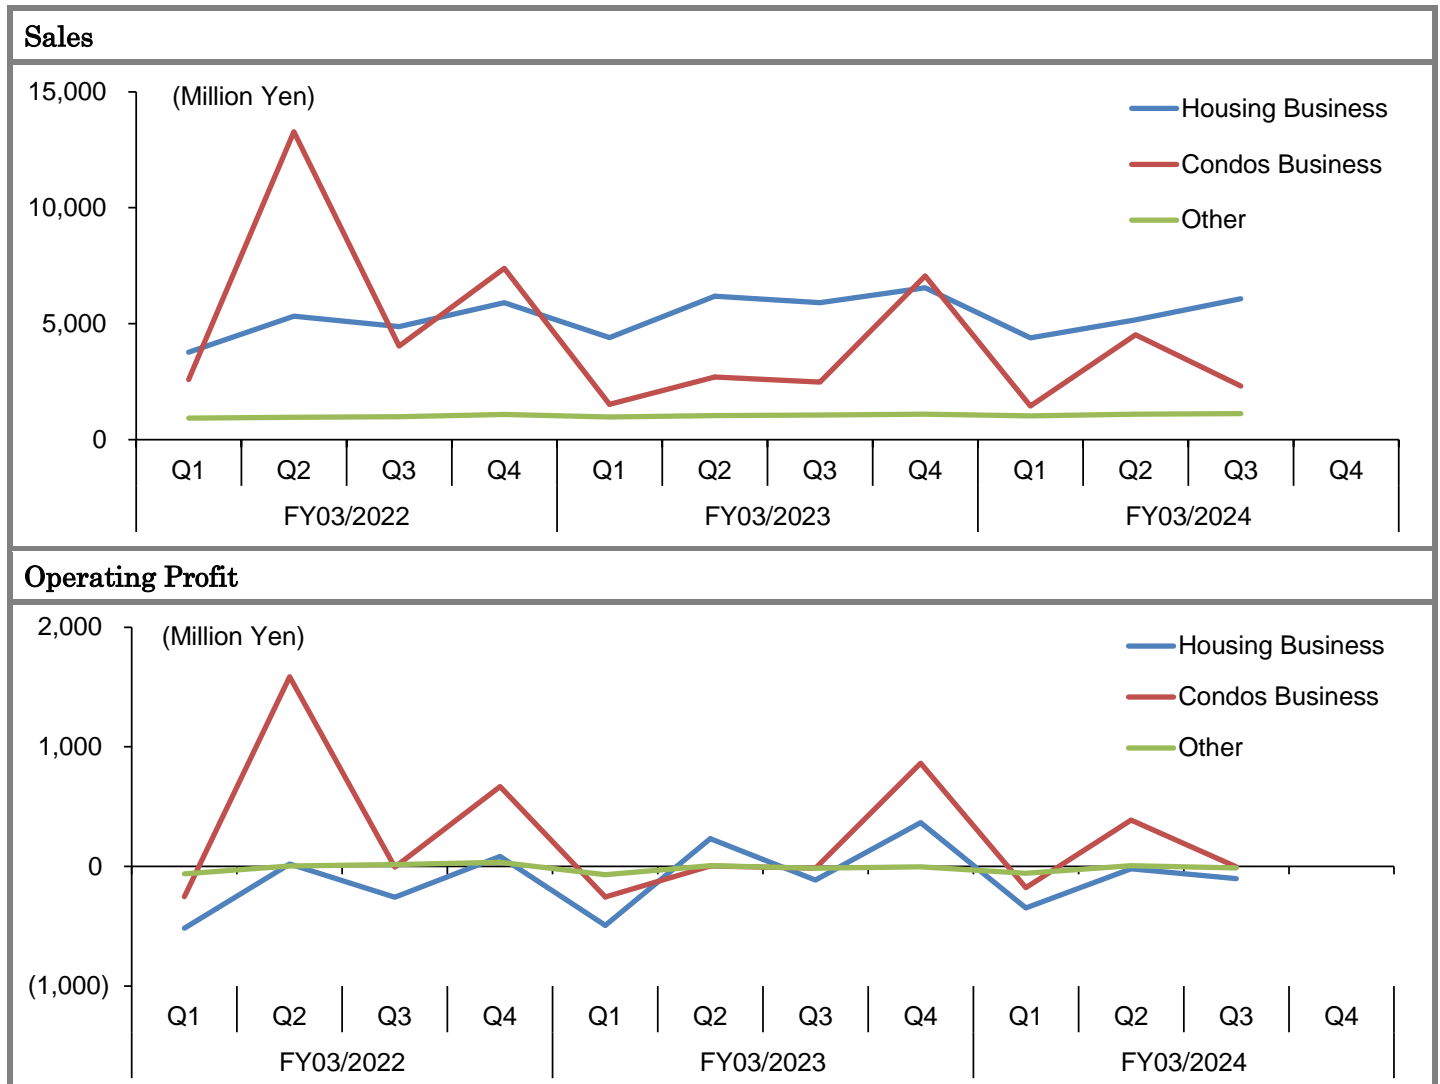 Sales
15,000
(Million Yen)
Housing Business
Condos Business
10,000
Other
5,000
0
Q1 Q2 Q3 Q4 Q1 Q2 Q3 Q4 Q1 Q2 Q3 Q4
FY03/2022 FY03/2023 FY03/2024
Operating Profit
2,000
(Million Yen)
Housing Business
Condos Business
1,000
Other
0
(1,000)
Q1 Q2 Q3 Q4 Q1 Q2 Q3 Q4 Q1 Q2 Q3 Q4
FY03/2022 FY03/2023 FY03/2024